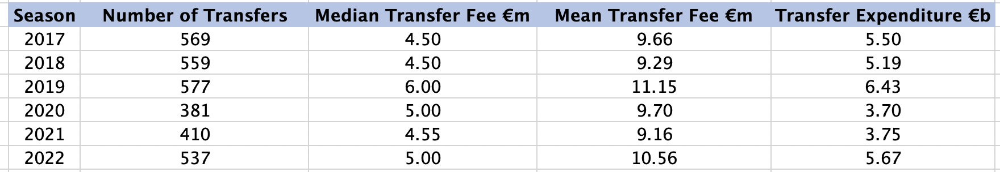 Season Number of Transfers Median Transfer Fee €m Mean Transfer Fee €m Transfer Expenditure €b
2017 569 4.50 9.66 5.50
2018 559 4.50 9.29 5.19
2019 577 6.00 11.15 6.43
2020 381 5.00 9.70 3.70
2021 410 4.55 9.16 3.75
2022 537 5.00 10.56 5.67